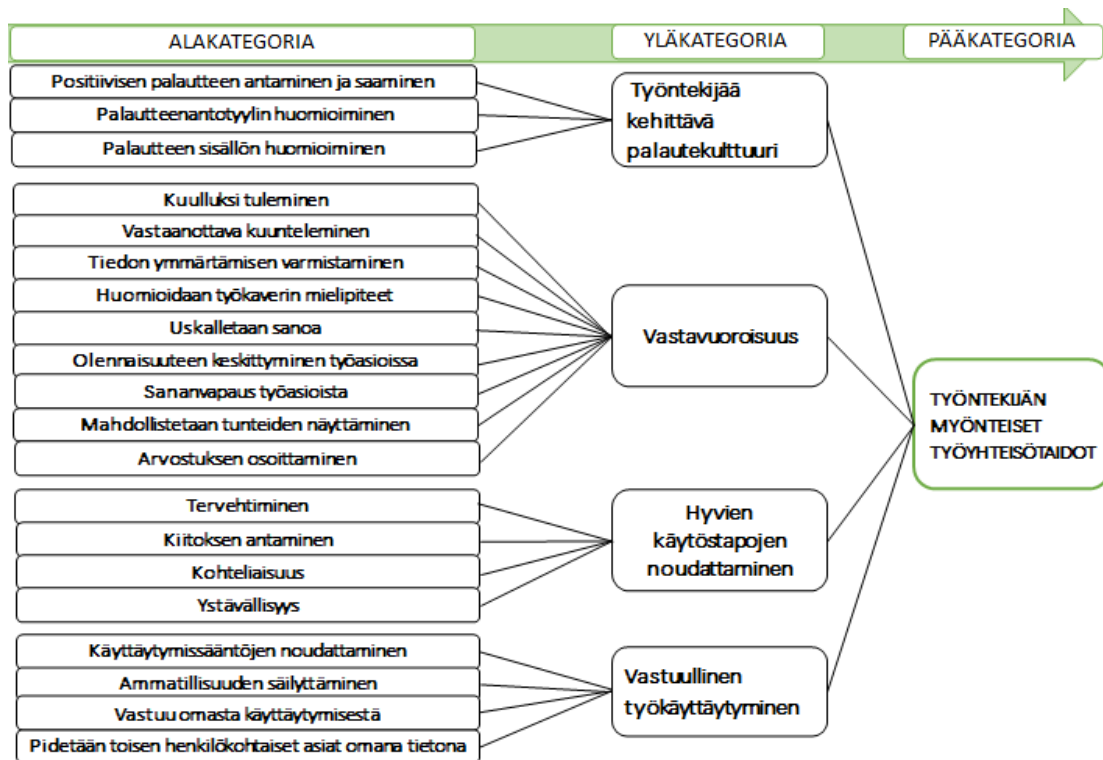 ALAKATEGORIA
YLÄKATEGORIA
PÄÄKATEGORIA
Positiivisen palautteen antaminen ja saaminen
Palautteenantotyylin huomioiminen
Palautteen sisällön huomioiminen
Työntekijää
kehittävä
palautekulttuuri
Kuulluksi tuleminen
Vastaanottava kuunteleminen
Tiedon ymmärtämisen varmistaminen
Huomioidaan työkaverin mielipiteet
Uskalletaan sanoa
Olennaisuuteen keskittyminen työasioissa
Sananvapaus työasioista
Mahdollistetaan tunteiden näyttäminen
Arvostuksen osoittaminen
Vastavuoroisuus
TYÖNTEKIJÄN
MYÖNTEISET
TYÖYHTEISÖTAIDOT
Tervehtiminen
Kiitoksen antaminen
Kohteliaisuus
Ystävällisyys
Hyvien
käytöstapojen
noudattaminen
Käyttäytymissääntöjen noudattaminen
Ammatillisuuden säilyttäminen
Vastuu omasta käyttäytymisestä
Pidetään toisen henkilökohtaiset asiat omana tietona
Vastuullinen
työkäyttäytyminen